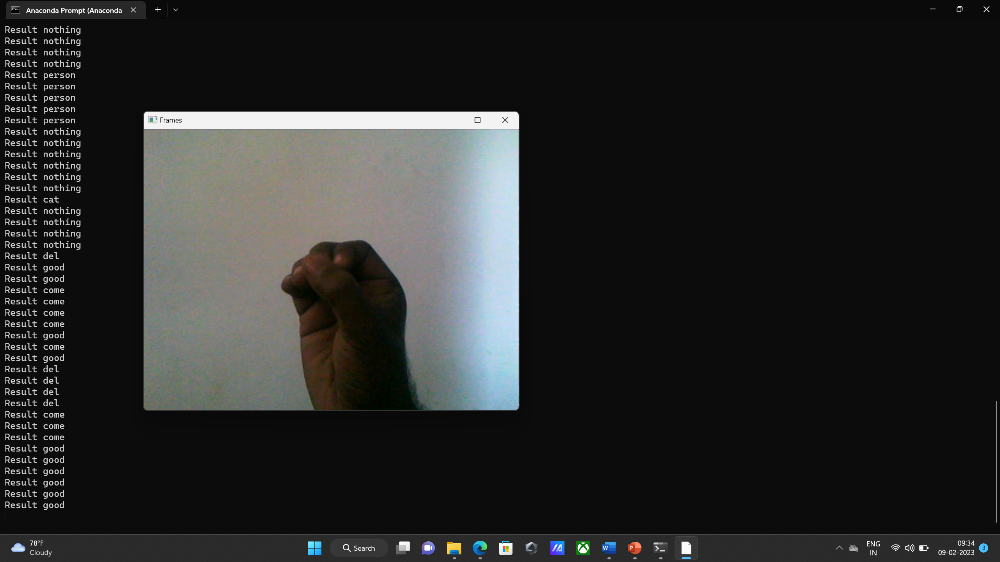 Anaconda Prompt (Anaconda
Result nothing
Result nothing
Result nothing
Result nothing
Result person
Result person
Result person
Result person
Result person
Result nothing
Result nothing
Result nothing
Result nothing
Result nothing
Result nothing
Result cat
Result nothing
Result nothing
Result nothing
Result nothing
Result del
Result good
Result good
Result come
Result come
Result come
Result come
Result good
Result come
Result good
Result del
Result del
Result del
Result del
Result come
Result come
Result come
Result good
Result good
Result good
Result good
Result good
Result good
Frames
78°F
Cloudy
Search
W
P
ENG
IN
09:34
09-02-2023
3